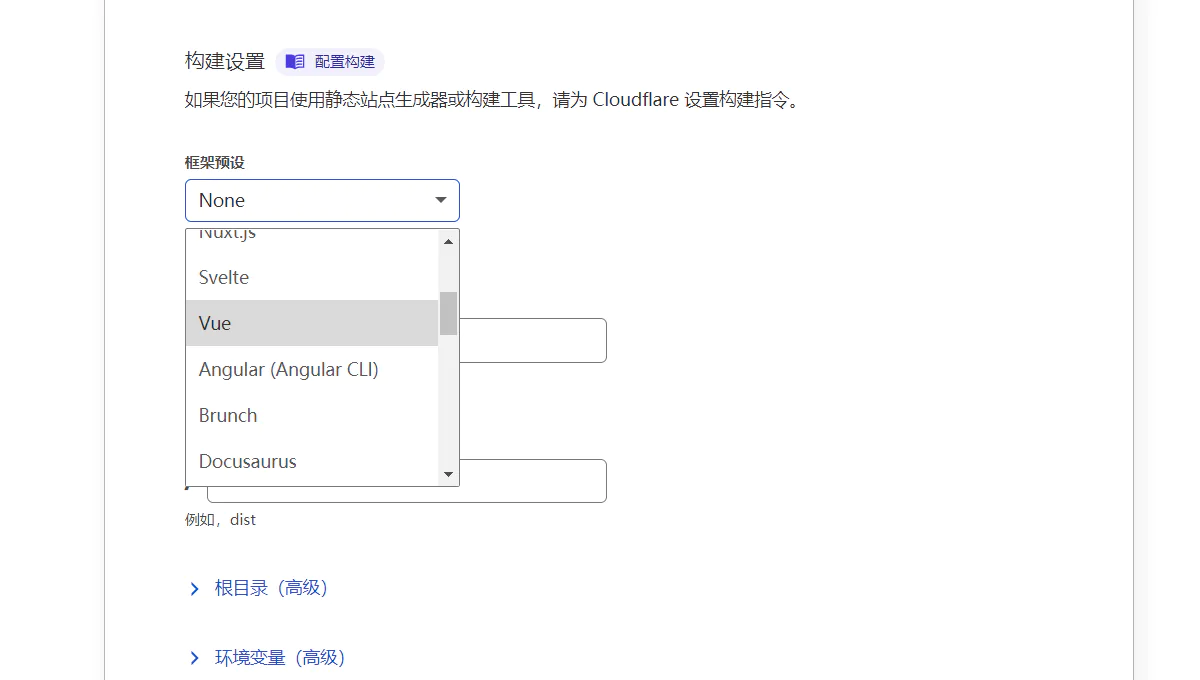 构建设置 配置构建
如果您的项目使用静态站点生成器或构建工具，请为 Cloudflare 设置构建指令。
框架预设
None
Nuxt.js
Svelte
Vue
Angular (Angular CLI)
Brunch
Docusaurus
例如，dist
根目录（高级）
环境变量（高级）